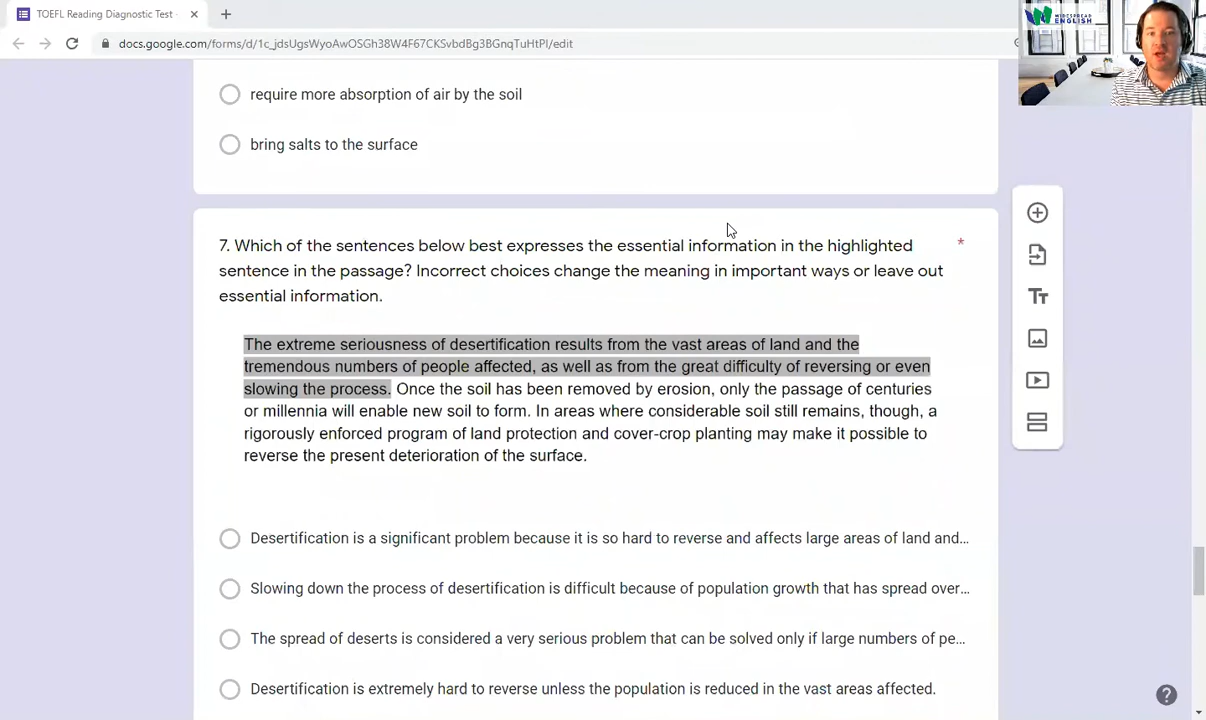 TOEFL Reading Diagnostic Test -
docs.google.com/forms/d/1c_jdsUgsWyoAwOSGh38W4F67CKSvbdBg3BGnqTuHtPI/edit
WIDESPREAD
ENGLISH
require more absorption of air by the soil
bring salts to the surface
7. Which of the sentences below best expresses the essential information in the highlighted *
sentence in the passage? Incorrect choices change the meaning in important ways or leave out
essential information.
The extreme seriousness of desertification results from the vast areas of land and the
tremendous numbers of people affected, as well as from the great difficulty of reversing or even
slowing the process. Once the soil has been removed by erosion, only the passage of centuries
or millennia will enable new soil to form. In areas where considerable soil still remains, though, a
rigorously enforced program of land protection and cover-crop planting may make it possible to
reverse the present deterioration of the surface.
Desertification is a significant problem because it is so hard to reverse and affects large areas of land and...
Slowing down the process of desertification is difficult because of population growth that has spread over...
The spread of deserts is considered a very serious problem that can be solved only if large numbers of pe...
Desertification is extremely hard to reverse unless the population is reduced in the vast areas affected.
Tт